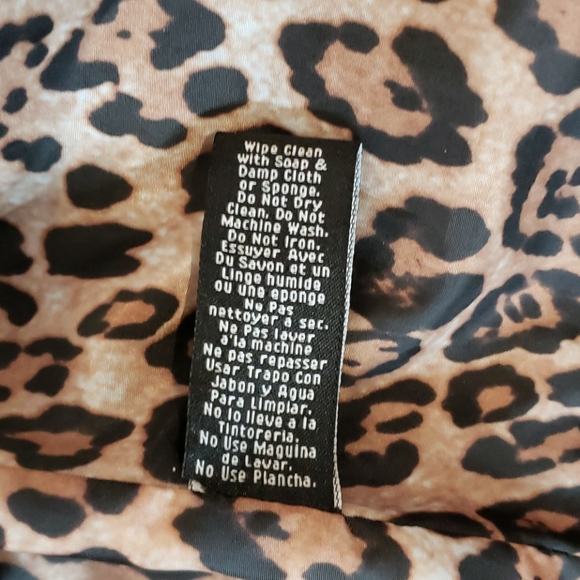 Wipe Clean
with Soap &
Damp Cloth
or Sponge.
Do Not Dry
Clean, Do Not
Machine Wash.
Do Not Iron.
Essuyer Avec
Du Savon et un
Linge humide
ou une eponge
No Pas
nettoyer a sec.
Ne Pas laver
a'la machine
Ne pas repasser
Usar Trapo Con
Jabon y Agua
Para Limpiar.
No lo lleve a la
Tintoreria.
No Use Maquina
de Lavar.
No Use Plancha.